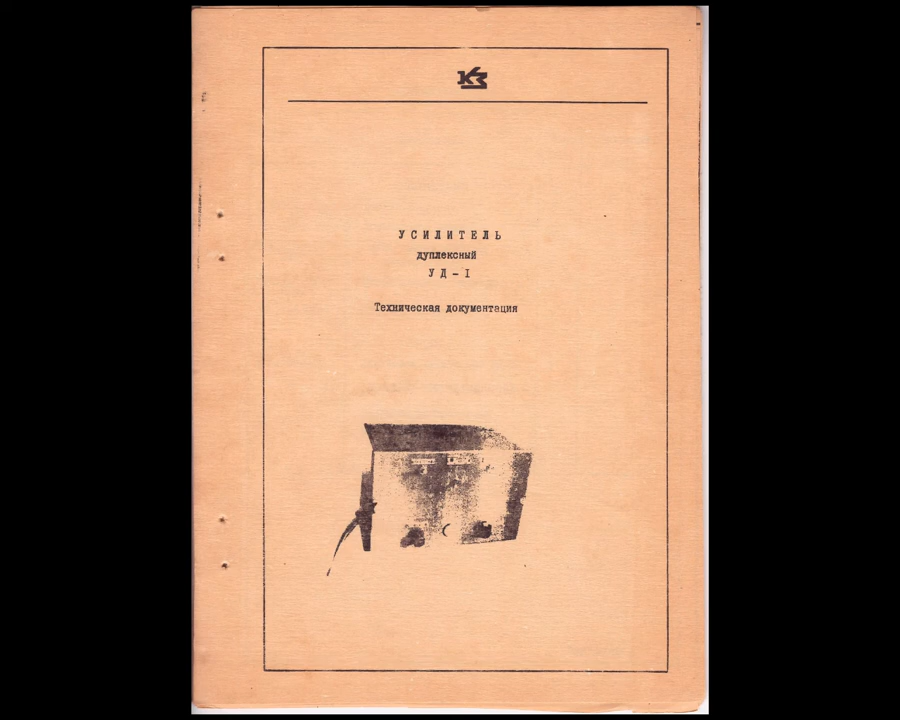 КЗ
УСИЛИТЕЛЬ
дуплексный
УД-I
Техническая документация